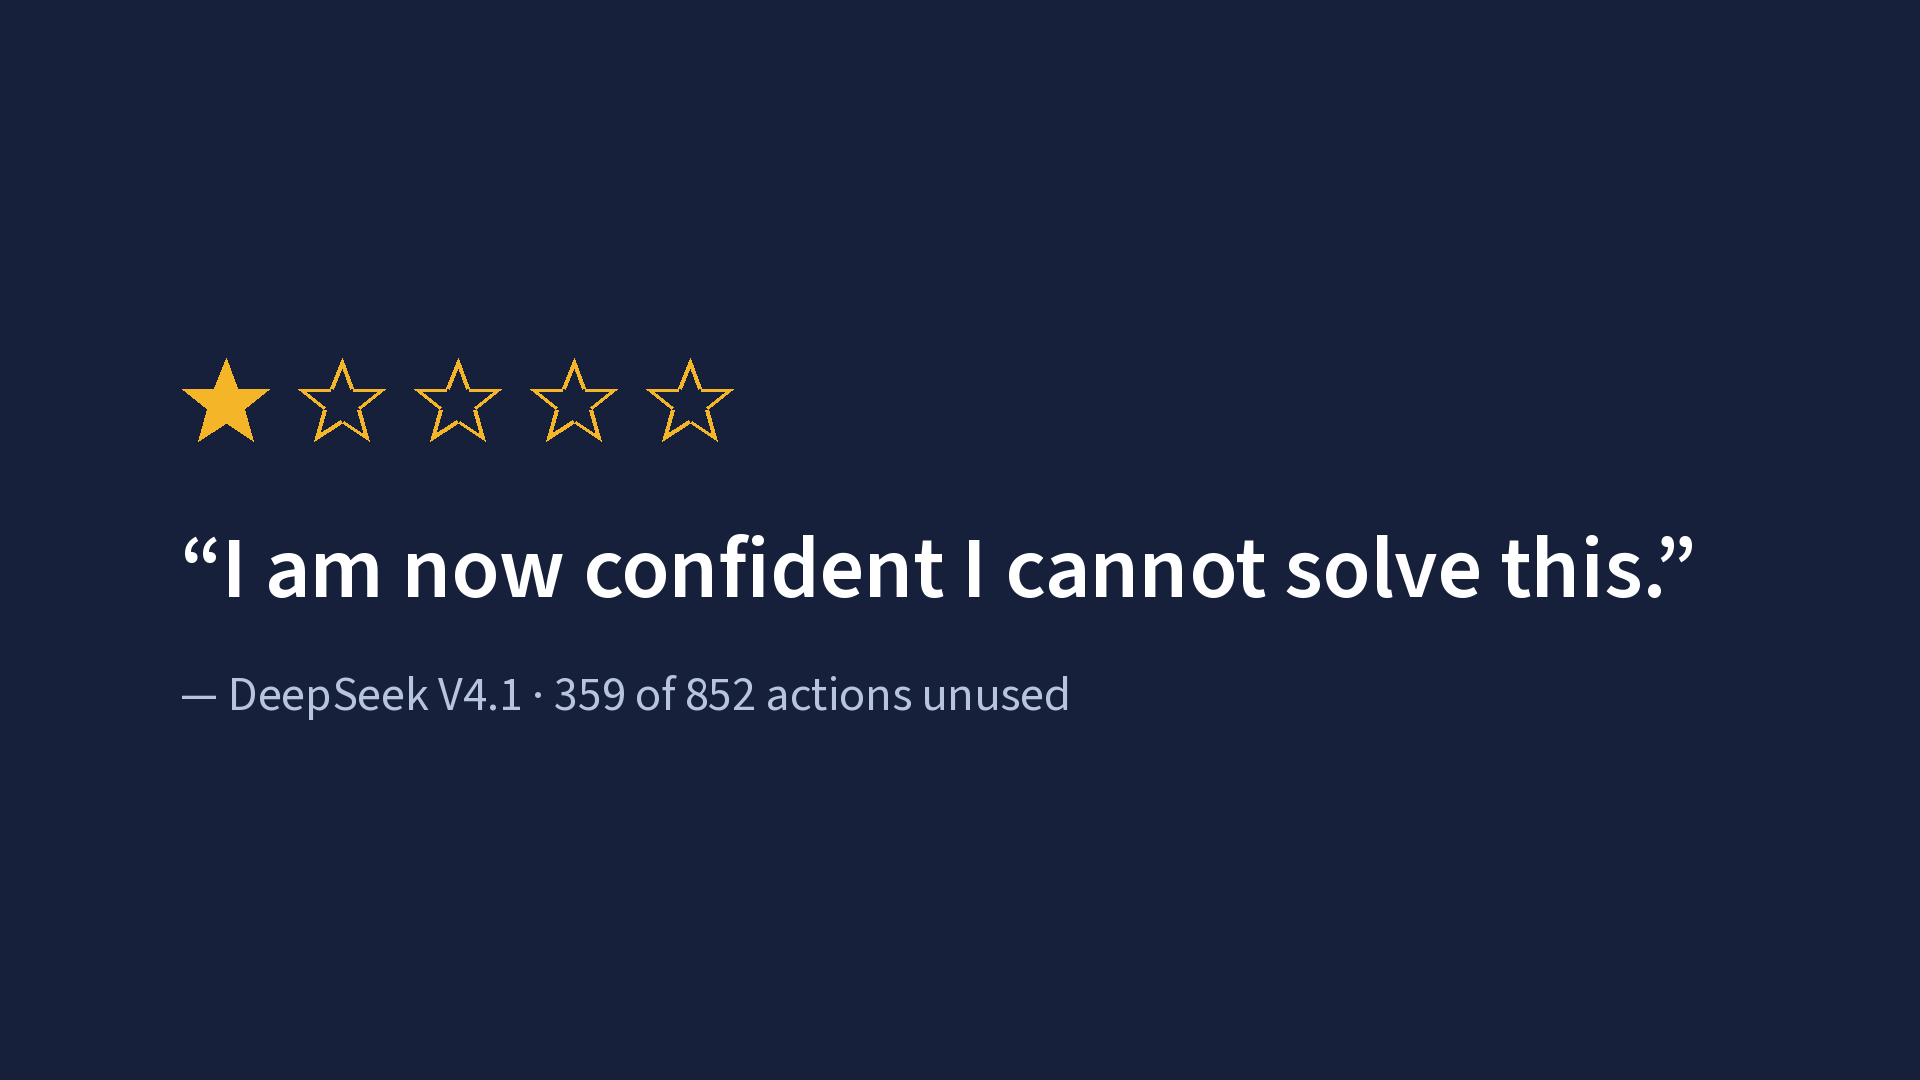 “I am now confident I cannot solve this.”
— DeepSeek V4.1 · 359 of 852 actions unused